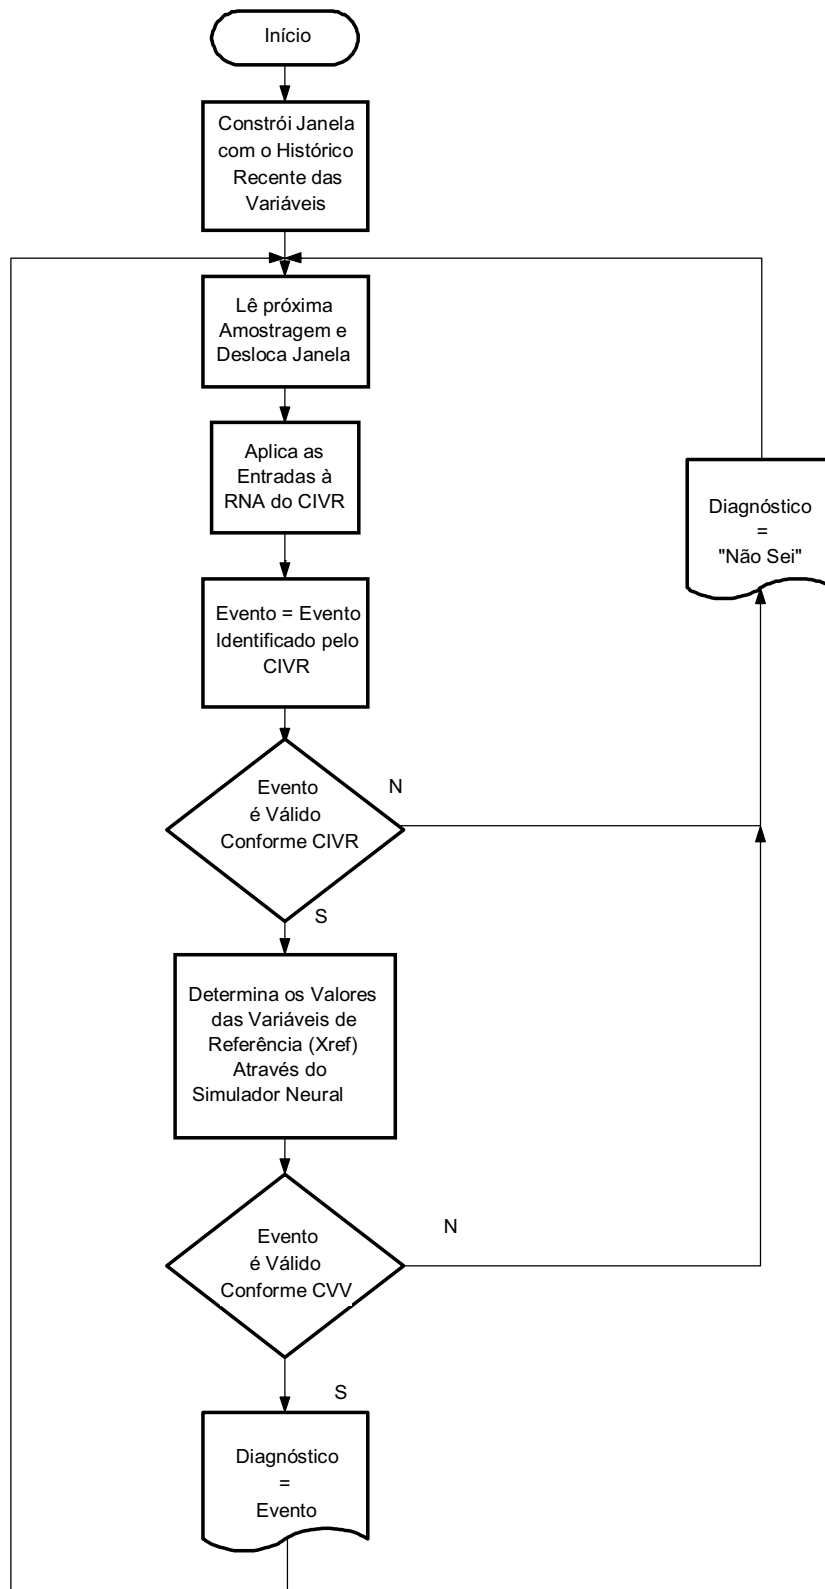 Início
Constrói Janela
com o Histórico
Recente das
Variáveis
Lê próxima
Amostragem e
Desloca Janela
Aplica as
Entradas à
RNA do CIVR
Diagnóstico
=
"Não Sei"
Evento = Evento
Identificado pelo
CIVR
Evento
é Válido
Conforme CIVR
N
S
Determina os Valores
das Variáveis de
Referência (Xref)
Através do
Simulador Neural
Evento
é Válido
Conforme CVV
N
S
Diagnóstico
=
Evento